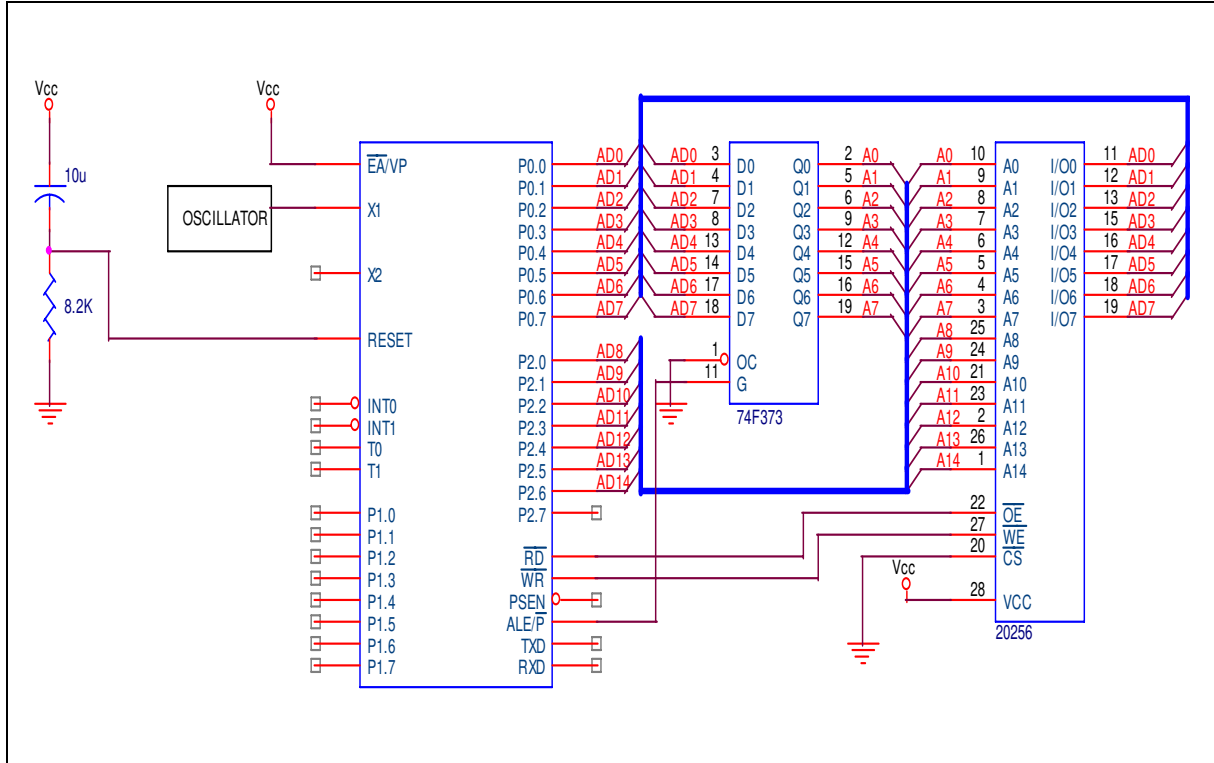 Vcc
10u
8.2K
Vcc
OSCILLATOR
EA/VP
X1
X2
RESET
INT0
INT1
T0
T1
P1.0
P1.1
P1.2
P1.3
P1.4
P1.5
P1.6
P1.7
P0.0 AD0
P0.1 AD1
P0.2 AD2
P0.3 AD3
P0.4 AD4
P0.5 AD5
P0.6 AD6
P0.7 AD7
P2.0 AD8
P2.1 AD9
P2.2 AD10
P2.3 AD11
P2.4 AD12
P2.5 AD13
P2.6 AD14
P2.7
RD
WR
PSEN
ALE/P
TXD
RXD
AD0 3 D0 Q0 2 A0
AD1 4 D1 Q1 5 A1
AD2 7 D2 Q2 6 A2
AD3 8 D3 Q3 9 A3
AD4 13 D4 Q4 12 A4
AD5 14 D5 Q5 15 A5
AD6 17 D6 Q6 16 A6
AD7 18 D7 Q7 19 A7
1 OC
11 G
74F373
A0 10 A0 I/O0 11 AD0
A1 9 A1 I/O1 12 AD1
A2 8 A2 I/O2 13 AD2
A3 7 A3 I/O3 15 AD3
A4 6 A4 I/O4 16 AD4
A5 5 A5 I/O5 17 AD5
A6 4 A6 I/O6 18 AD6
A7 3 A7 I/O7 19 AD7
A8 25 A8
A9 24 A9
A10 21 A10
A11 23 A11
A12 2 A12
A13 26 A13
A14 1 A14
22 OE
27 WE
20 CS
Vcc
28 VCC
20256